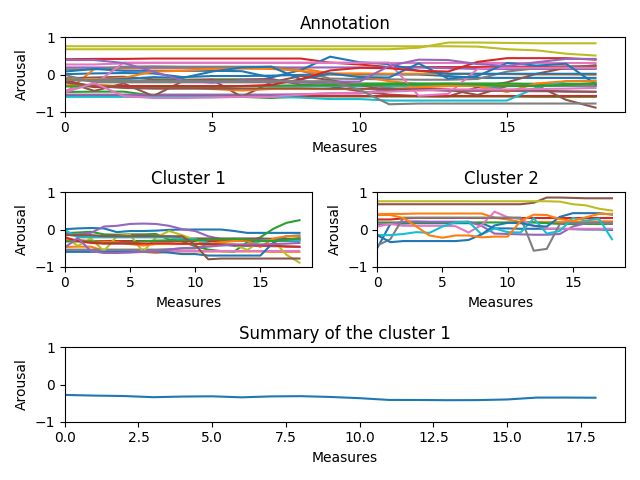 Annotation
Arousal
1
0
−1
0 5 10 15
Measures
Cluster 1
Arousal
1
0
−1
0 5 10 15
Measures
Cluster 2
Arousal
1
0
−1
0 5 10 15
Measures
Summary of the cluster 1
Arousal
1
0
−1
0.0 2.5 5.0 7.5 10.0 12.5 15.0 17.5
Measures